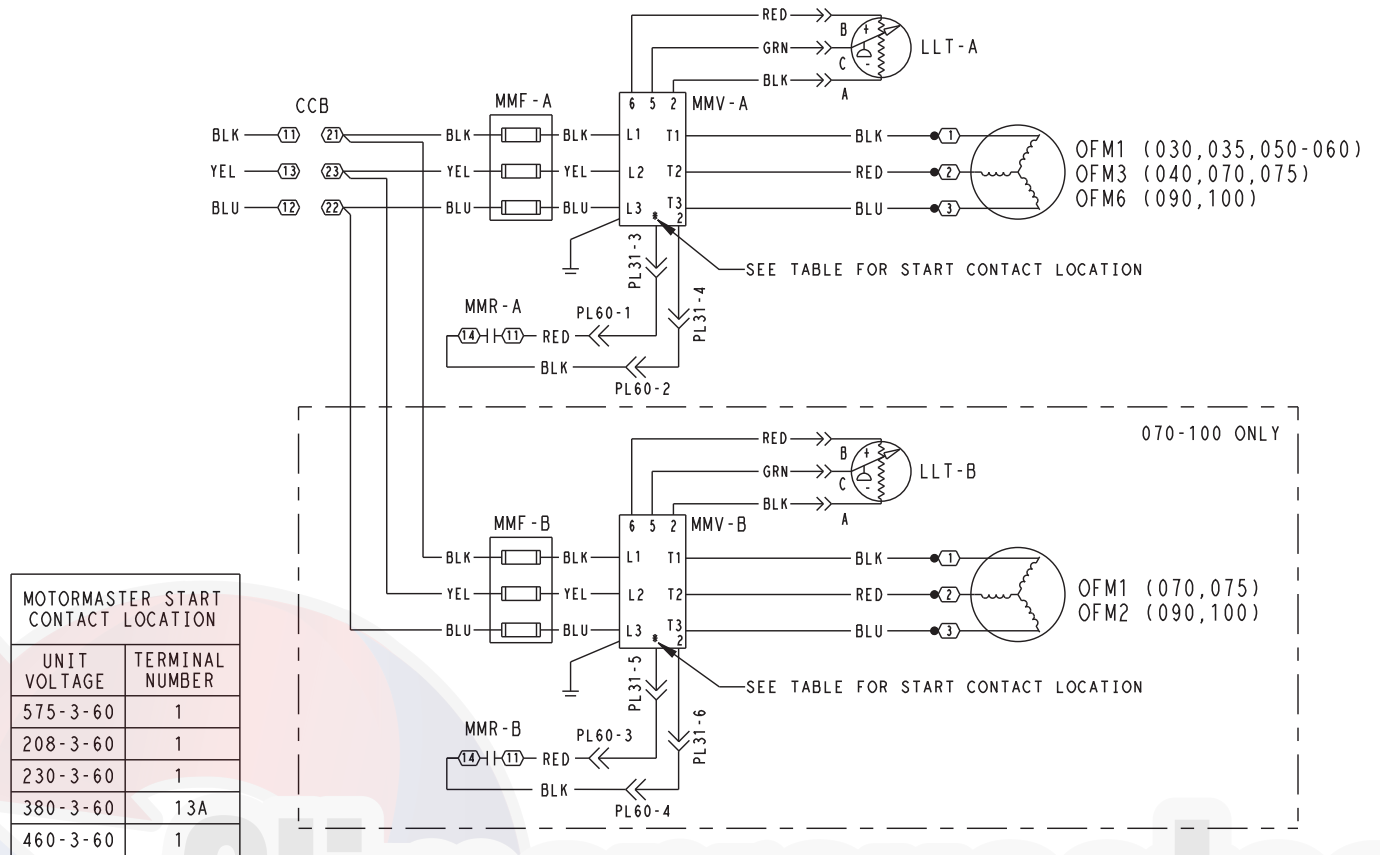 RED
B
+
LLT-A
GRN
C
-
BLK
A
CCB
MMF-A
6 5 2
MMV-A
BLK 11 21 BLK BLK L1 T1 BLK 1
YEL 13 23 YEL YEL L2 T2 RED 2
BLU 12 22 BLU BLU L3 T3 BLU 3
* 2
OFM1 (030,035,050-060)
OFM3 (040,070,075)
OFM6 (090,100)
PL31-3
SEE TABLE FOR START CONTACT LOCATION
PL31-4
MMR-A
PL60-1
14 11 RED
BLK
PL60-2
070-100 ONLY
RED
B
+
LLT-B
GRN
C
-
BLK
A
MMF-B
6 5 2
MMV-B
BLK BLK L1 T1 BLK 1
YEL YEL L2 T2 RED 2
BLU BLU L3 T3 BLU 3
* 2
OFM1 (070,075)
OFM2 (090,100)
PL31-5
SEE TABLE FOR START CONTACT LOCATION
PL31-6
MMR-B
PL60-3
14 11 RED
BLK
PL60-4
MOTORMASTER START
CONTACT LOCATION
UNIT VOLTAGE TERMINAL NUMBER
575-3-60 1
208-3-60 1
230-3-60 1
380-3-60 13A
460-3-60 1